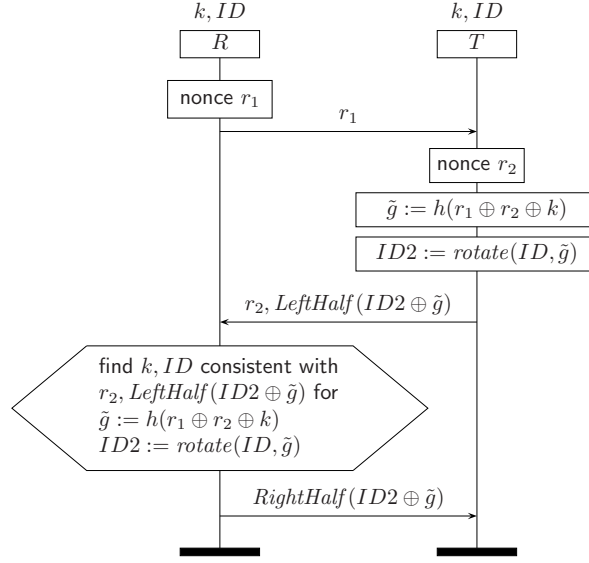 k, ID
k, ID
R
T
nonce r₁
r₁
nonce r₂
g̃ := h(r₁ ⊕ r₂ ⊕ k)
ID2 := rotate(ID, g̃)
r₂, LeftHalf(ID2 ⊕ g̃)
find k, ID consistent with
r₂, LeftHalf(ID2 ⊕ g̃) for
g̃ := h(r₁ ⊕ r₂ ⊕ k)
ID2 := rotate(ID, g̃)
RightHalf(ID2 ⊕ g̃)